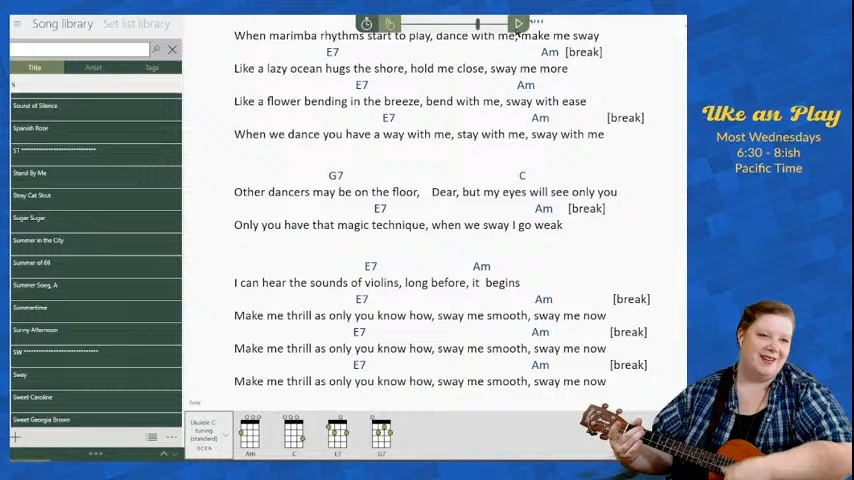 Song library Set list library
Title Artist Tags
s
Sound of Silence
Spanish Rose
ST ******************************
Stand By Me
Stray Cat Strut
Sugar Sugar
Summer in the City
Summer of 69
Summer Song, A
Summertime
Sunny Afternoon
SW ******************************
Sway
Sweet Caroline
Sweet Georgia Brown
When marimba rhythms start to play, dance with me, make me sway
E7 Am [break]
Like a lazy ocean hugs the shore, hold me close, sway me more
E7 Am
Like a flower bending in the breeze, bend with me, sway with ease
E7 Am [break]
When we dance you have a way with me, stay with me, sway with me
G7 C
Other dancers may be on the floor, Dear, but my eyes will see only you
E7 Am [break]
Only you have that magic technique, when we sway I go weak
E7 Am
I can hear the sounds of violins, long before, it begins
E7 Am [break]
Make me thrill as only you know how, sway me smooth, sway me now
E7 Am [break]
Make me thrill as only you know how, sway me smooth, sway me now
E7 Am [break]
Make me thrill as only you know how, sway me smooth, sway me now
Sway
Ukulele C
tuning
(standard)
G C E A
Am C E7 G7
Uke an Play
Most Wednesdays
6:30 - 8:ish
Pacific Time